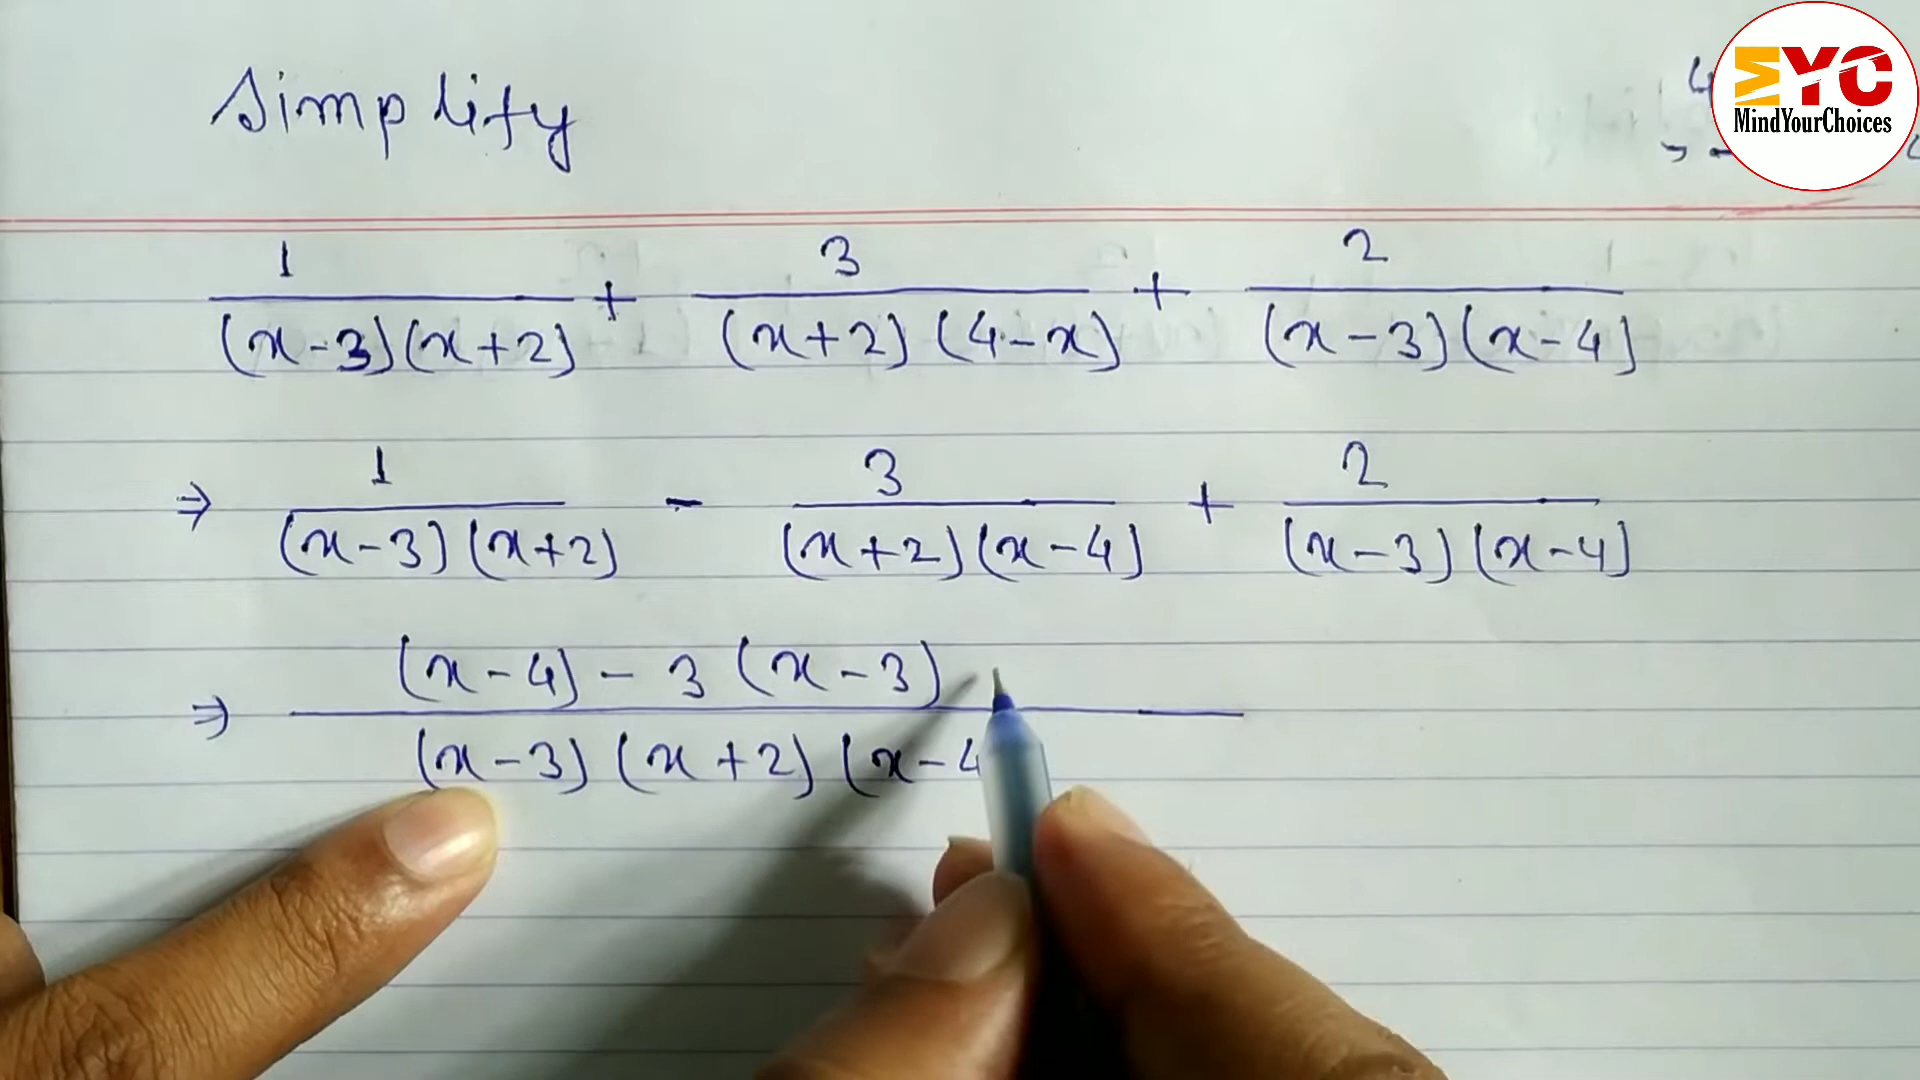 Simplify
MYC
MindYourChoices
1/((x-3)(x+2)) + 3/((x+2)(4-x)) + 2/((x-3)(x-4))
⇒ 1/((x-3)(x+2)) - 3/((x+2)(x-4)) + 2/((x-3)(x-4))
⇒ (x-4) - 3(x-3)
(x-3)(x+2)(x-4